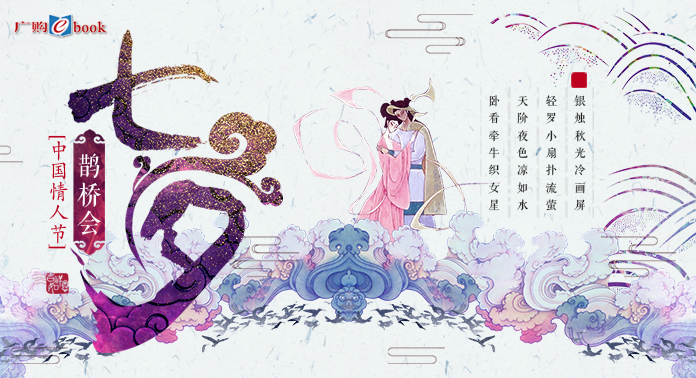 广购ebook
七夕
鹊桥会
[中国情人节]
银烛秋光冷画屏
轻罗小扇扑流萤
天阶夜色凉如水
卧看牵牛织女星